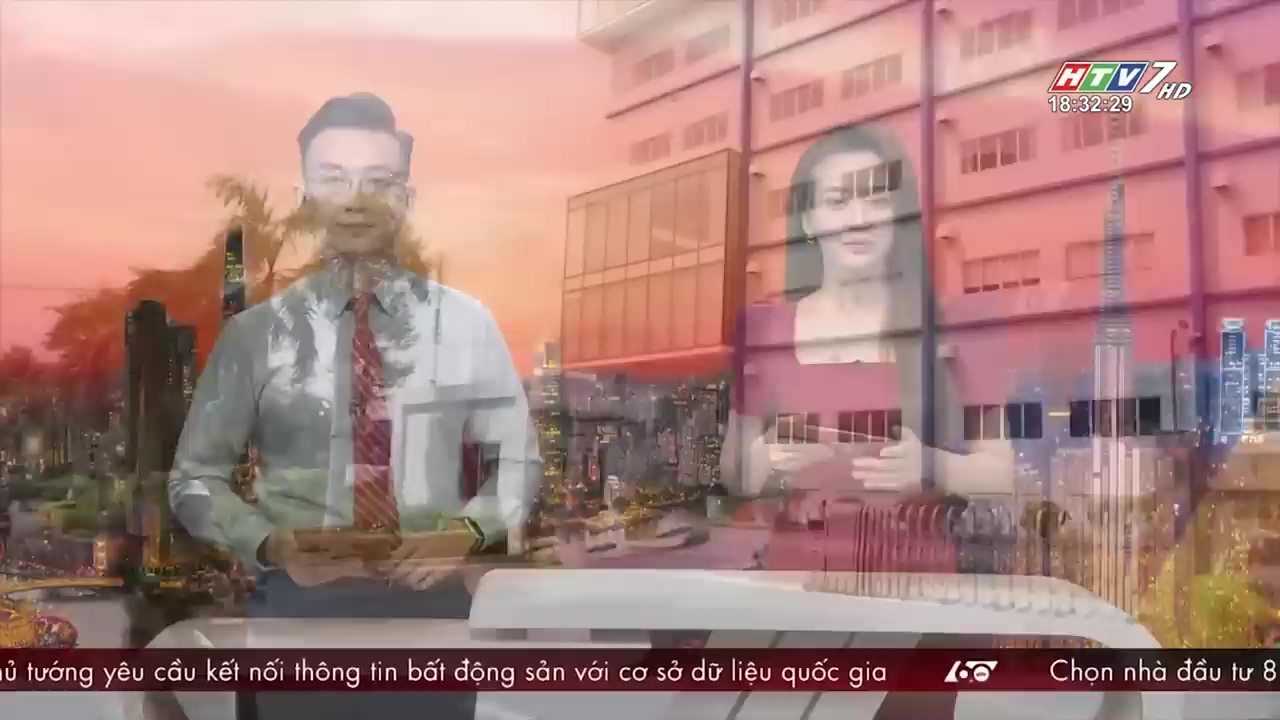 HTV7 HD
18:32:29
tướng yêu cầu kết nối thông tin bất động sản với cơ sở dữ liệu quốc gia 60 Chọn nhà đầu tư 8